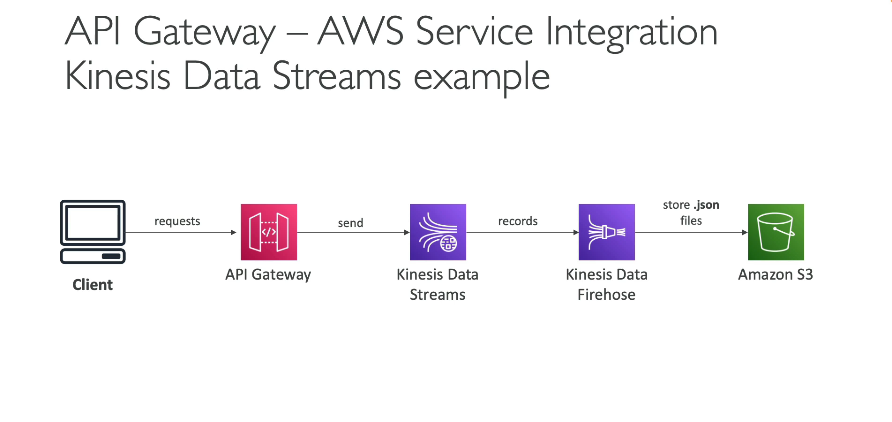 API Gateway – AWS Service Integration
Kinesis Data Streams example
requests
send
records
store .json
files
</>
Client
API Gateway
Kinesis Data
Streams
Kinesis Data
Firehose
Amazon S3